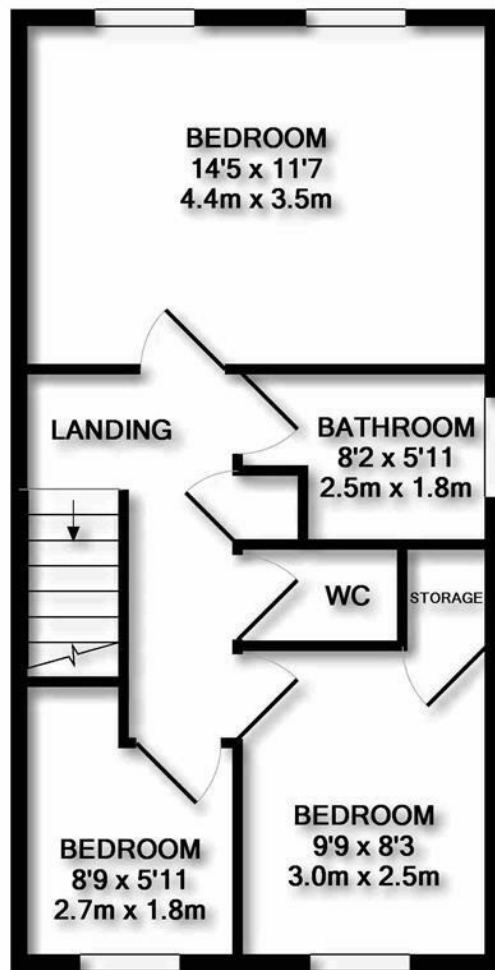 BEDROOM
14'5 x 11'7
4.4m x 3.5m
LANDING
BATHROOM
8'2 x 5'11
2.5m x 1.8m
WC
STORAGE
BEDROOM
9'9 x 8'3
3.0m x 2.5m
BEDROOM
8'9 x 5'11
2.7m x 1.8m